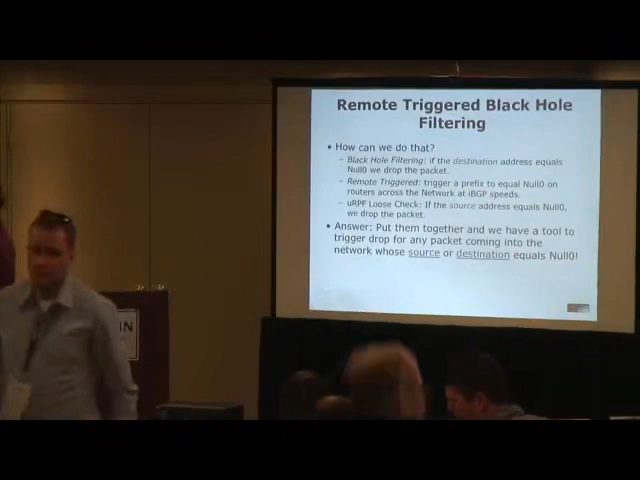 Remote Triggered Black Hole
Filtering
• How can we do that?
– Black Hole Filtering: if the destination address equals
Null0 we drop the packet.
– Remote Triggered: trigger a prefix to equal Null0 on
routers across the Network at iBGP speeds.
– uRPF Loose Check: If the source address equals Null0,
we drop the packet.
• Answer: Put them together and we have a tool to
trigger drop for any packet coming into the
network whose source or destination equals Null0!
IN